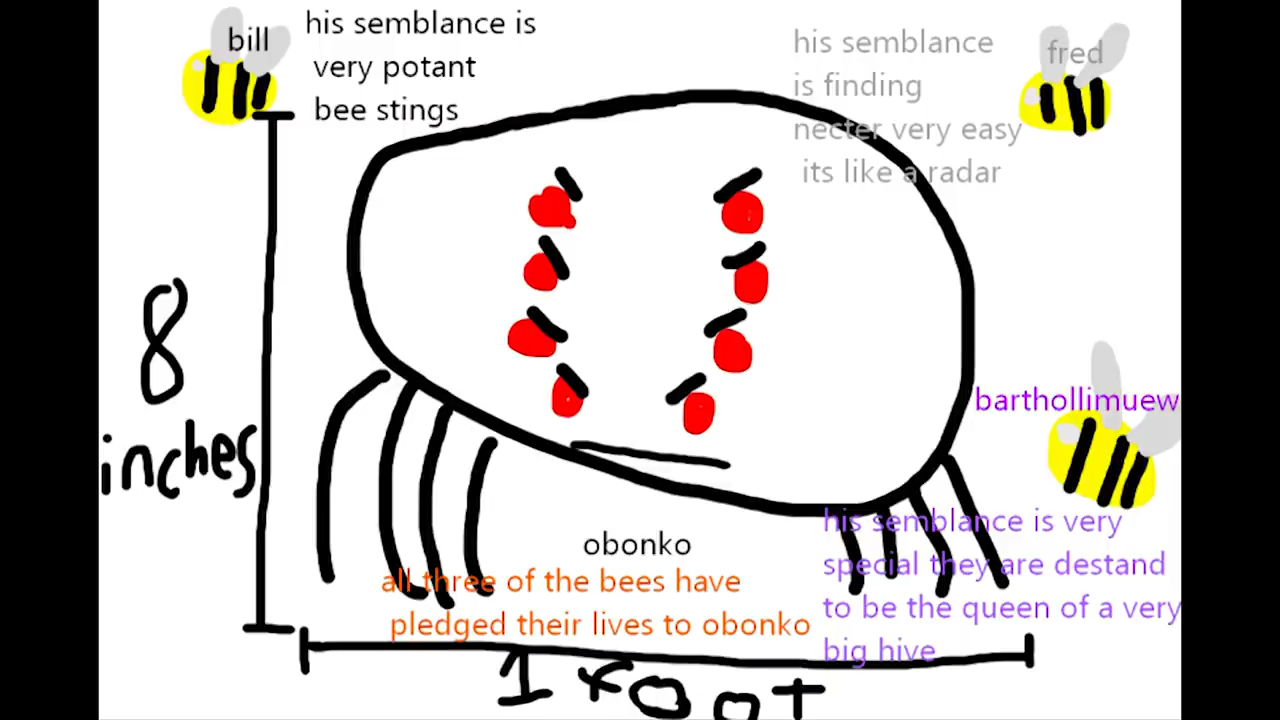 bill
his semblance is
very potant
bee stings
fred
his semblance
is finding
necter very easy
its like a radar
8
inches
barthollimuew
his semblance is very
special they are destand
to be the queen of a very
big hive
obonko
all three of the bees have
pledged their lives to obonko
1 foot